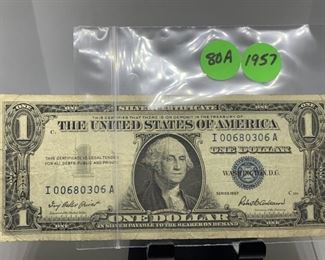 80A 1957
1 SILVER CERTIFICATE 1
THIS CERTIFIES THAT THERE IS ON DEPOSIT IN THE TREASURY OF
THE UNITED STATES OF AMERICA
I 00680306 A
ONE DOLLAR
THIS CERTIFICATE IS LEGAL TENDER
FOR ALL DEBTS, PUBLIC AND PRIVATE
WASHINGTON, D.C.
I 00680306 A
SERIES 1957
1 ONE DOLLAR 1
IN SILVER PAYABLE TO THE BEARER ON DEMAND